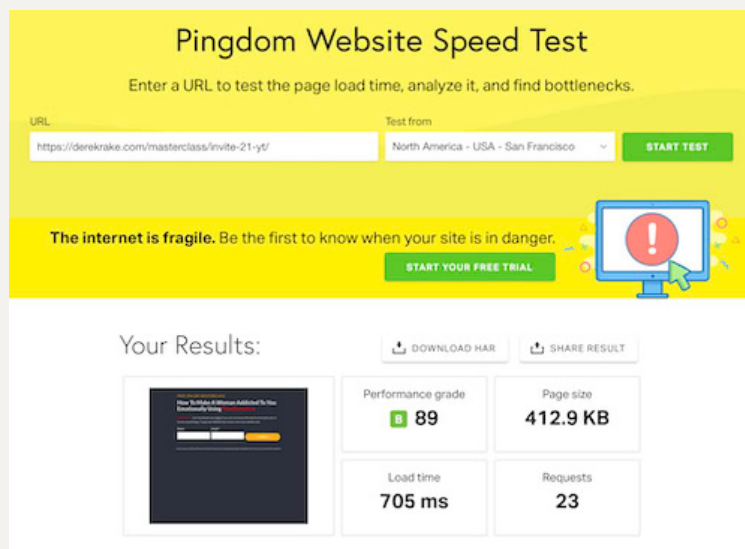 Pingdom Website Speed Test
Enter a URL to test the page load time, analyze it, and find bottlenecks.
URL
Test from
https://derekrake.com/masterclass/invite-21-yt/
North America - USA - San Francisco
START TEST
The internet is fragile. Be the first to know when your site is in danger.
START YOUR FREE TRIAL
Your Results:
DOWNLOAD HAR
SHARE RESULT
How To Make A Woman Addicted To You
Emotionally Using
Performance grade
B 89
Page size
412.9 KB
Load time
705 ms
Requests
23